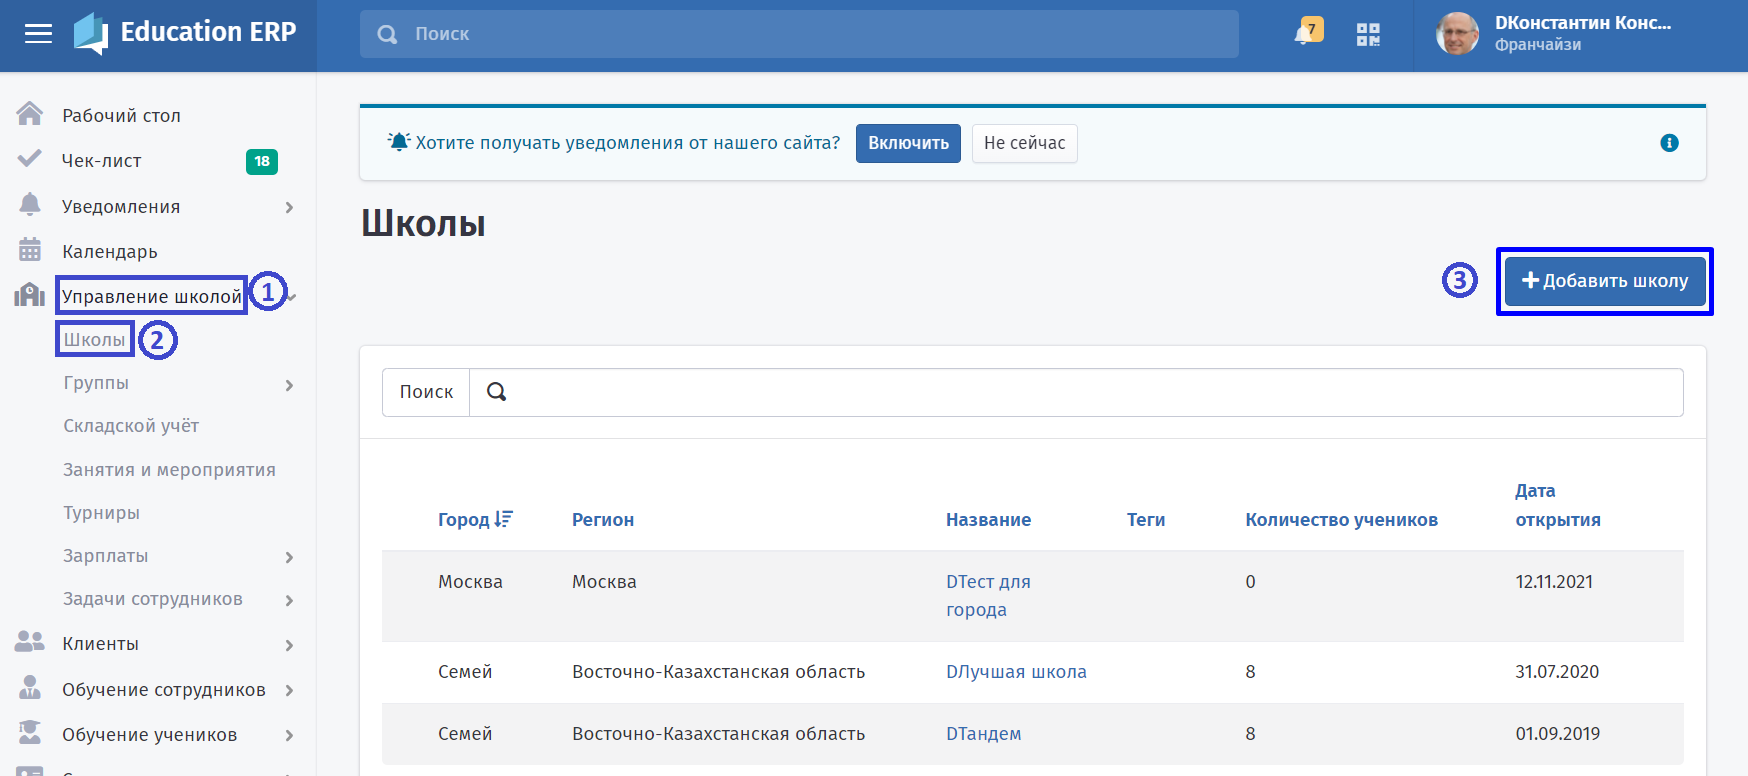 Education ERP
Поиск
7
DКонстантин Конс...
Франчайзи
Рабочий стол
Чек-лист 18
Уведомления
Календарь
Управление школой 1
Школы 2
Группы
Складской учёт
Занятия и мероприятия
Турниры
Зарплаты
Задачи сотрудников
Клиенты
Обучение сотрудников
Обучение учеников
Хотите получать уведомления от нашего сайта? Включить Не сейчас
Школы
3 Добавить школу
Поиск
Город Регион Название Теги Количество учеников Дата
открытия
Москва Москва DТест для 0 12.11.2021
города
Семей Восточно-Казахстанская область DЛучшая школа 8 31.07.2020
Семей Восточно-Казахстанская область DТандем 8 01.09.2019